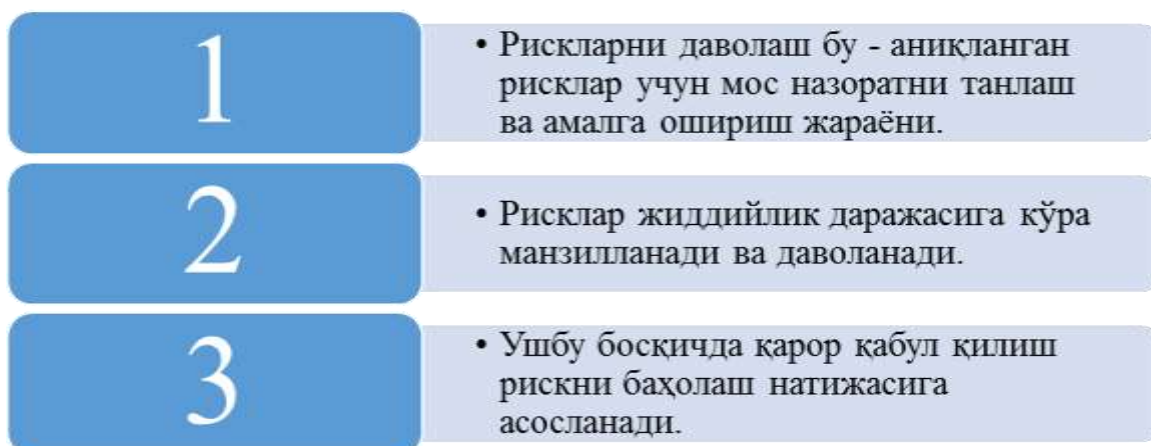 1
• Рискларни даволаш бу - аниқланган
рисклар учун мос назоратни танлаш
ва амалга ошириш жараёни.
2
• Рисклар жиддийлик даражасига кўра
манзилланади ва даволанади.
3
• Ушбу босқичда қарор қабул қилиш
рискни баҳолаш натижасига
асосланади.